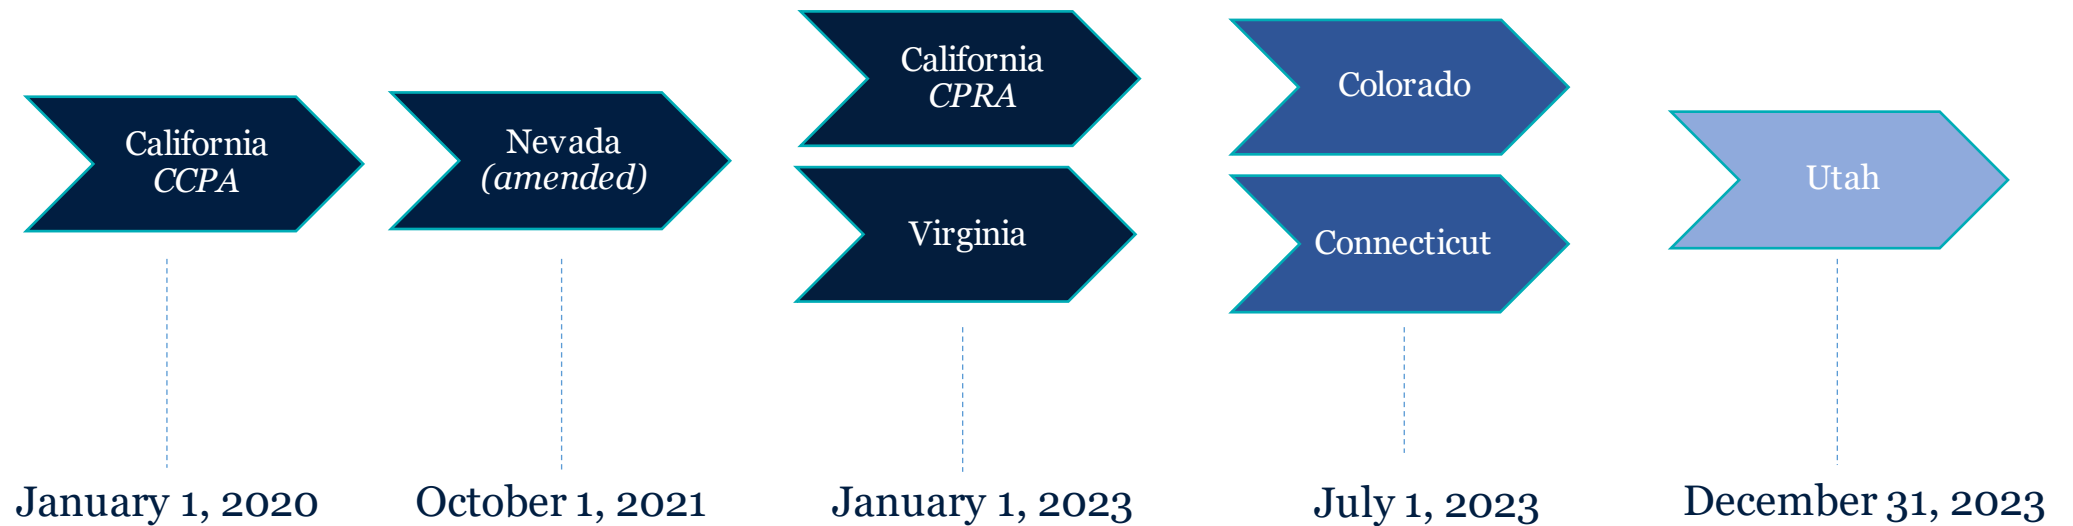 California
CCPA
Nevada
(amended)
California
CPRA
Virginia
Colorado
Connecticut
Utah
January 1, 2020
October 1, 2021
January 1, 2023
July 1, 2023
December 31, 2023